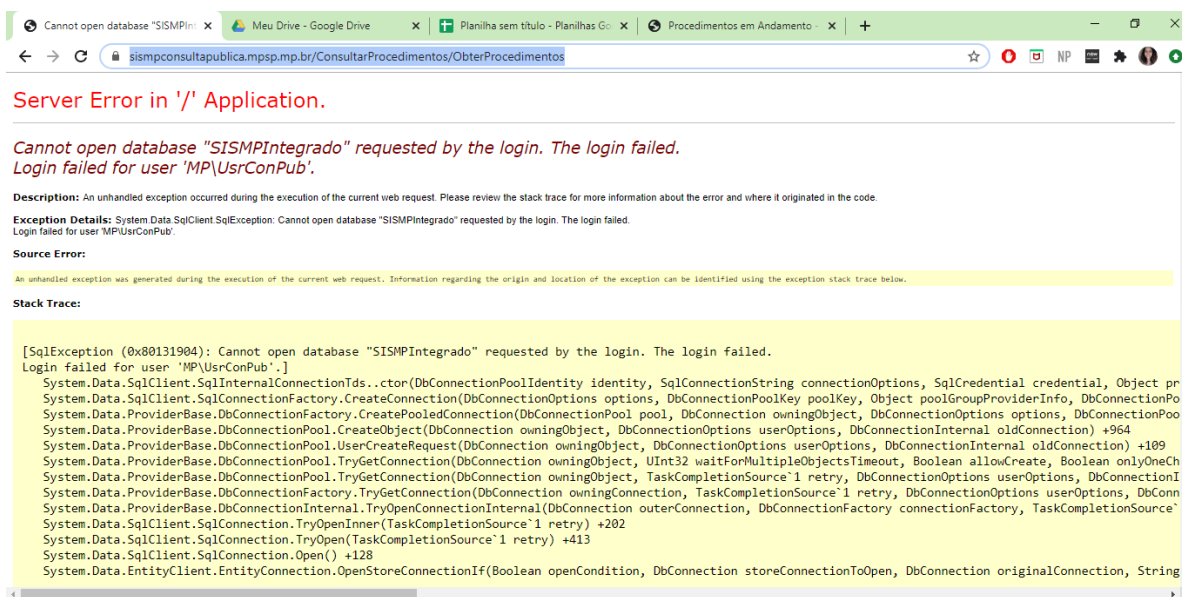 Cannot open database "SISMPInt
Meu Drive - Google Drive
Planilha sem título - Planilhas Go
Procedimentos em Andamento -
sismpconsultapublica.mpsp.mp.br/ConsultarProcedimentos/ObterProcedimentos
NP
new
Server Error in '/' Application.
Cannot open database "SISMPIntegrado" requested by the login. The login failed.
Login failed for user 'MP\UsrConPub'.
Description: An unhandled exception occurred during the execution of the current web request. Please review the stack trace for more information about the error and where it originated in the code.
Exception Details: System.Data.SqlClient.SqlException: Cannot open database "SISMPIntegrado" requested by the login. The login failed.
Login failed for user 'MP\UsrConPub'.
Source Error:
An unhandled exception was generated during the execution of the current web request. Information regarding the origin and location of the exception can be identified using the exception stack trace below.
Stack Trace:
[SqlException (0x80131904): Cannot open database "SISMPIntegrado" requested by the login. The login failed.
Login failed for user 'MP\UsrConPub'.]
System.Data.SqlClient.SqlInternalConnectionTds..ctor(DbConnectionPoolIdentity identity, SqlConnectionString connectionOptions, SqlCredential credential, Object pr
System.Data.SqlClient.SqlConnectionFactory.CreateConnection(DbConnectionOptions options, DbConnectionPoolKey poolKey, Object poolGroupProviderInfo, DbConnectionPo
System.Data.ProviderBase.DbConnectionFactory.CreatePooledConnection(DbConnectionPool pool, DbConnection owningObject, DbConnectionOptions options, DbConnectionPoo
System.Data.ProviderBase.DbConnectionPool.CreateObject(DbConnection owningObject, DbConnectionOptions userOptions, DbConnectionInternal oldConnection) +964
System.Data.ProviderBase.DbConnectionPool.UserCreateRequest(DbConnection owningObject, DbConnectionOptions userOptions, DbConnectionInternal oldConnection) +109
System.Data.ProviderBase.DbConnectionPool.TryGetConnection(DbConnection owningObject, UInt32 waitForMultipleObjectsTimeout, Boolean allowCreate, Boolean onlyOneCh
System.Data.ProviderBase.DbConnectionPool.TryGetConnection(DbConnection owningObject, TaskCompletionSource`1 retry, DbConnectionOptions userOptions, DbConnectionI
System.Data.ProviderBase.DbConnectionFactory.TryGetConnection(DbConnection owningConnection, TaskCompletionSource`1 retry, DbConnectionOptions userOptions, DbConn
System.Data.ProviderBase.DbConnectionInternal.TryOpenConnectionInternal(DbConnection outerConnection, DbConnectionFactory connectionFactory, TaskCompletionSource`
System.Data.SqlClient.SqlConnection.TryOpenInner(TaskCompletionSource`1 retry) +202
System.Data.SqlClient.SqlConnection.TryOpen(TaskCompletionSource`1 retry) +413
System.Data.SqlClient.SqlConnection.Open() +128
System.Data.EntityClient.EntityConnection.OpenStoreConnectionIf(Boolean openCondition, DbConnection storeConnectionToOpen, DbConnection originalConnection, String